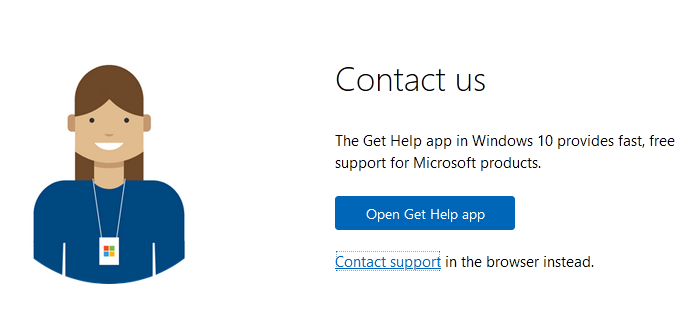 Contact us
The Get Help app in Windows 10 provides fast, free
support for Microsoft products.
Open Get Help app
Contact support in the browser instead.